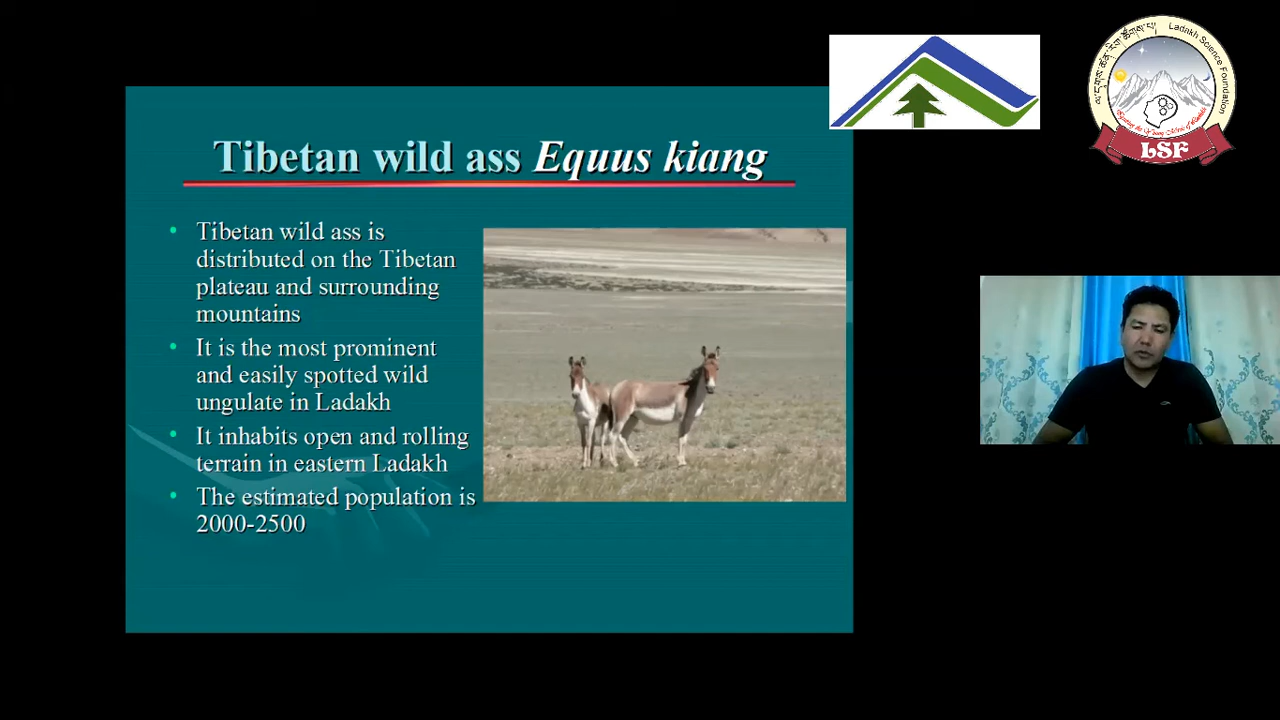 Tibetan wild ass Equus kiang
• Tibetan wild ass is
distributed on the Tibetan
plateau and surrounding
mountains
• It is the most prominent
and easily spotted wild
ungulate in Ladakh
• It inhabits open and rolling
terrain in eastern Ladakh
• The estimated population is
2000-2500
Ladakh Science Foundation
LSF